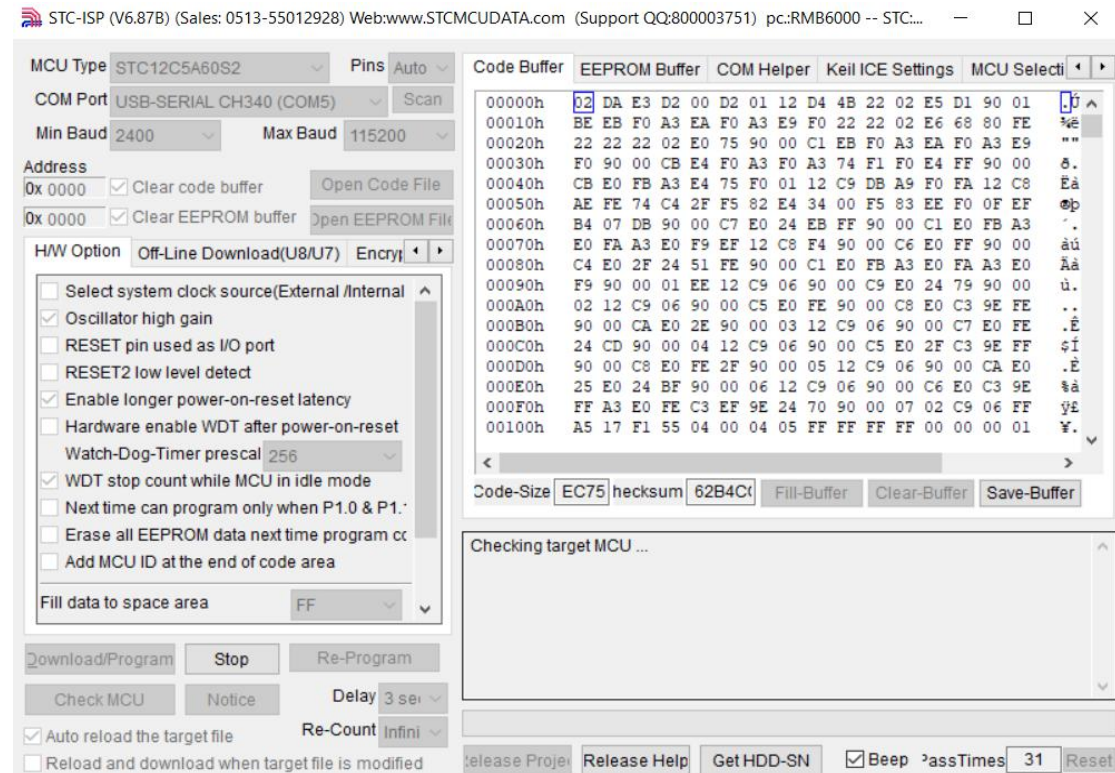 STC-ISP (V6.87B) (Sales: 0513-55012928) Web:www.STCMCUDATA.com (Support QQ:800003751) pc.:RMB6000 -- STC:...
MCU Type STC12C5A60S2 Pins Auto
COM Port USB-SERIAL CH340 (COM5) Scan
Min Baud 2400 Max Baud 115200
Address
0x 0000 Clear code buffer Open Code File
0x 0000 Clear EEPROM buffer Open EEPROM File
H/W Option Off-Line Download(U8/U7) Encryp
Select system clock source(External /Internal
Oscillator high gain
RESET pin used as I/O port
RESET2 low level detect
Enable longer power-on-reset latency
Hardware enable WDT after power-on-reset
Watch-Dog-Timer prescal 256
WDT stop count while MCU in idle mode
Next time can program only when P1.0 & P1.
Erase all EEPROM data next time program co
Add MCU ID at the end of code area
Fill data to space area FF
Download/Program Stop Re-Program
Check MCU Notice Delay 3 sec
Auto reload the target file Re-Count Infini
Reload and download when target file is modified
Code Buffer EEPROM Buffer COM Helper Keil ICE Settings MCU Selecti
00000h 02 DA E3 D2 00 D2 01 12 D4 4B 22 02 E5 D1 90 01 .Ú
00010h BE EB F0 A3 EA F0 A3 E9 F0 22 22 02 E6 68 80 FE ¾ë
00020h 22 22 22 02 E0 75 90 00 C1 EB F0 A3 EA F0 A3 E9 ""
00030h F0 90 00 CB E4 F0 A3 F0 A3 74 F1 F0 E4 FF 90 00 ð.
00040h CB E0 FB A3 E4 75 F0 01 12 C9 DB A9 F0 FA 12 C8 Ëà
00050h AE FE 74 C4 2F F5 82 E4 34 00 F5 83 EE F0 0F EF ®þ
00060h B4 07 DB 90 00 C7 E0 24 EB FF 90 00 C1 E0 FB A3 ´.
00070h E0 FA A3 E0 F9 EF 12 C8 F4 90 00 C6 E0 FF 90 00 àú
00080h C4 E0 2F 24 51 FE 90 00 C1 E0 FB A3 E0 FA A3 E0 Äà
00090h F9 90 00 01 EE 12 C9 06 90 00 C9 E0 24 79 90 00 ù.
000A0h 02 12 C9 06 90 00 C5 E0 FE 90 00 C8 E0 C3 9E FE ..
000B0h 90 00 CA E0 2E 90 00 03 12 C9 06 90 00 C7 E0 FE .Ê
000C0h 24 CD 90 00 04 12 C9 06 90 00 C5 E0 2F C3 9E FF $Í
000D0h 90 00 C8 E0 FE 2F 90 00 05 12 C9 06 90 00 CA E0 .È
000E0h 25 E0 24 BF 90 00 06 12 C9 06 90 00 C6 E0 C3 9E %à
000F0h FF A3 E0 FE C3 EF 9E 24 70 90 00 07 02 C9 06 FF ÿ£
00100h A5 17 F1 55 04 00 04 05 FF FF FF FF 00 00 00 01 ¥.
Code-Size EC75 hecksum 62B4C Fill-Buffer Clear-Buffer Save-Buffer
Checking target MCU ...
Release Projec Release Help Get HDD-SN Beep PassTimes 31 Reset